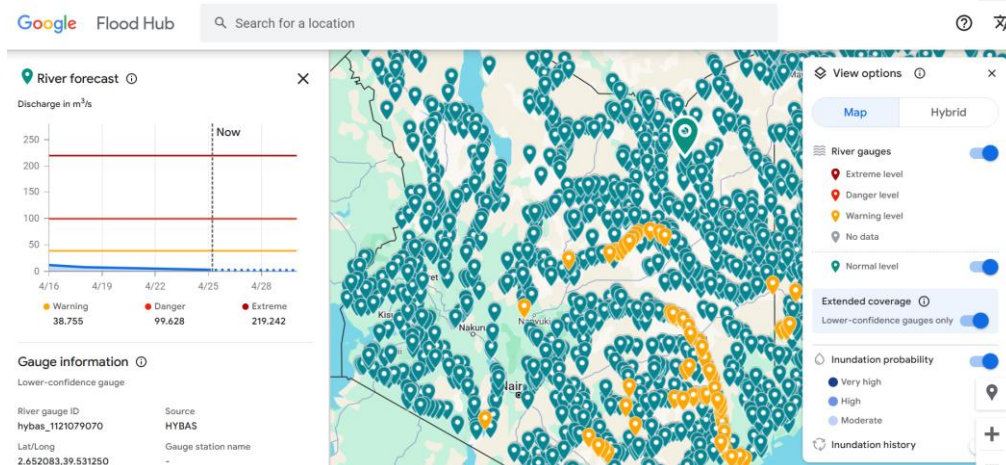 Google Flood Hub
Search for a location
River forecast
Discharge in m³/s
Now
250
200
150
100
50
0
4/16 4/19 4/22 4/25 4/28
Warning Danger Extreme
38.755 99.628 219.242
Gauge information
Lower-confidence gauge
River gauge ID Source
hybas_1121079070 HYBAS
Lat/Long Gauge station name
2.652083,39.531250 -
Nakuru
Nanyuki
View options
Map Hybrid
River gauges
Extreme level
Danger level
Warning level
No data
Normal level
Extended coverage
Lower-confidence gauges only
Inundation probability
Very high
High
Moderate
Inundation history